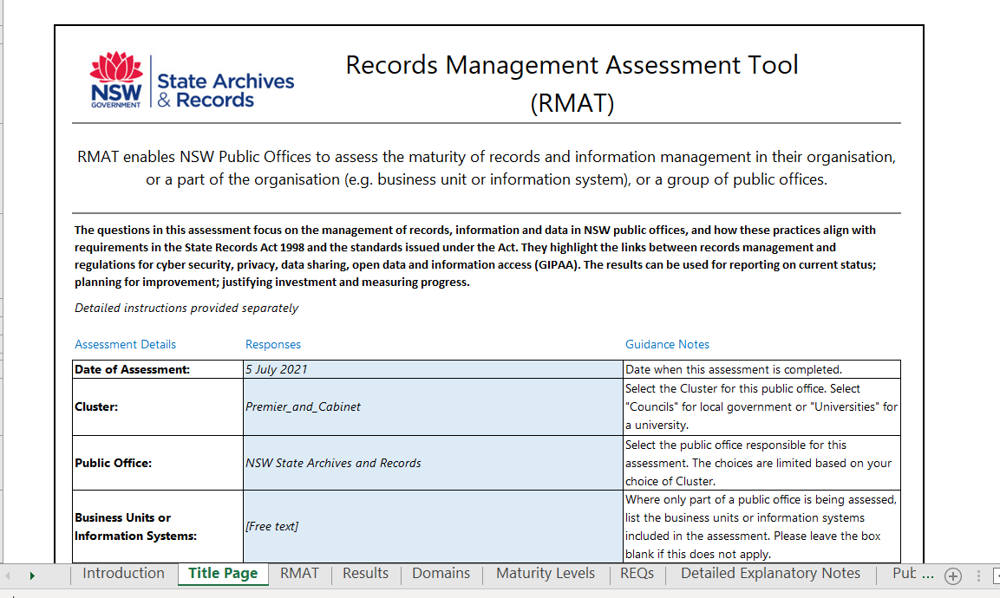 NSW
GOVERNMENT
State Archives
& Records
Records Management Assessment Tool
(RMAT)
RMAT enables NSW Public Offices to assess the maturity of records and information management in their organisation,
or a part of the organisation (e.g. business unit or information system), or a group of public offices.
The questions in this assessment focus on the management of records, information and data in NSW public offices, and how these practices align with
requirements in the State Records Act 1998 and the standards issued under the Act. They highlight the links between records management and
regulations for cyber security, privacy, data sharing, open data and information access (GIPAA). The results can be used for reporting on current status;
planning for improvement; justifying investment and measuring progress.
Detailed instructions provided separately
Assessment Details Responses Guidance Notes
Date of Assessment: 5 July 2021 Date when this assessment is completed.
Cluster: Premier_and_Cabinet
Select the Cluster for this public office. Select
"Councils" for local government or "Universities" for
a university.
Public Office: NSW State Archives and Records
Select the public office responsible for this
assessment. The choices are limited based on your
choice of Cluster.
Business Units or
Information Systems:
[Free text]
Where only part of a public office is being assessed,
list the business units or information systems
included in the assessment. Please leave the box
blank if this does not apply.
Introduction Title Page RMAT Results Domains Maturity Levels REQs Detailed Explanatory Notes Pub ...